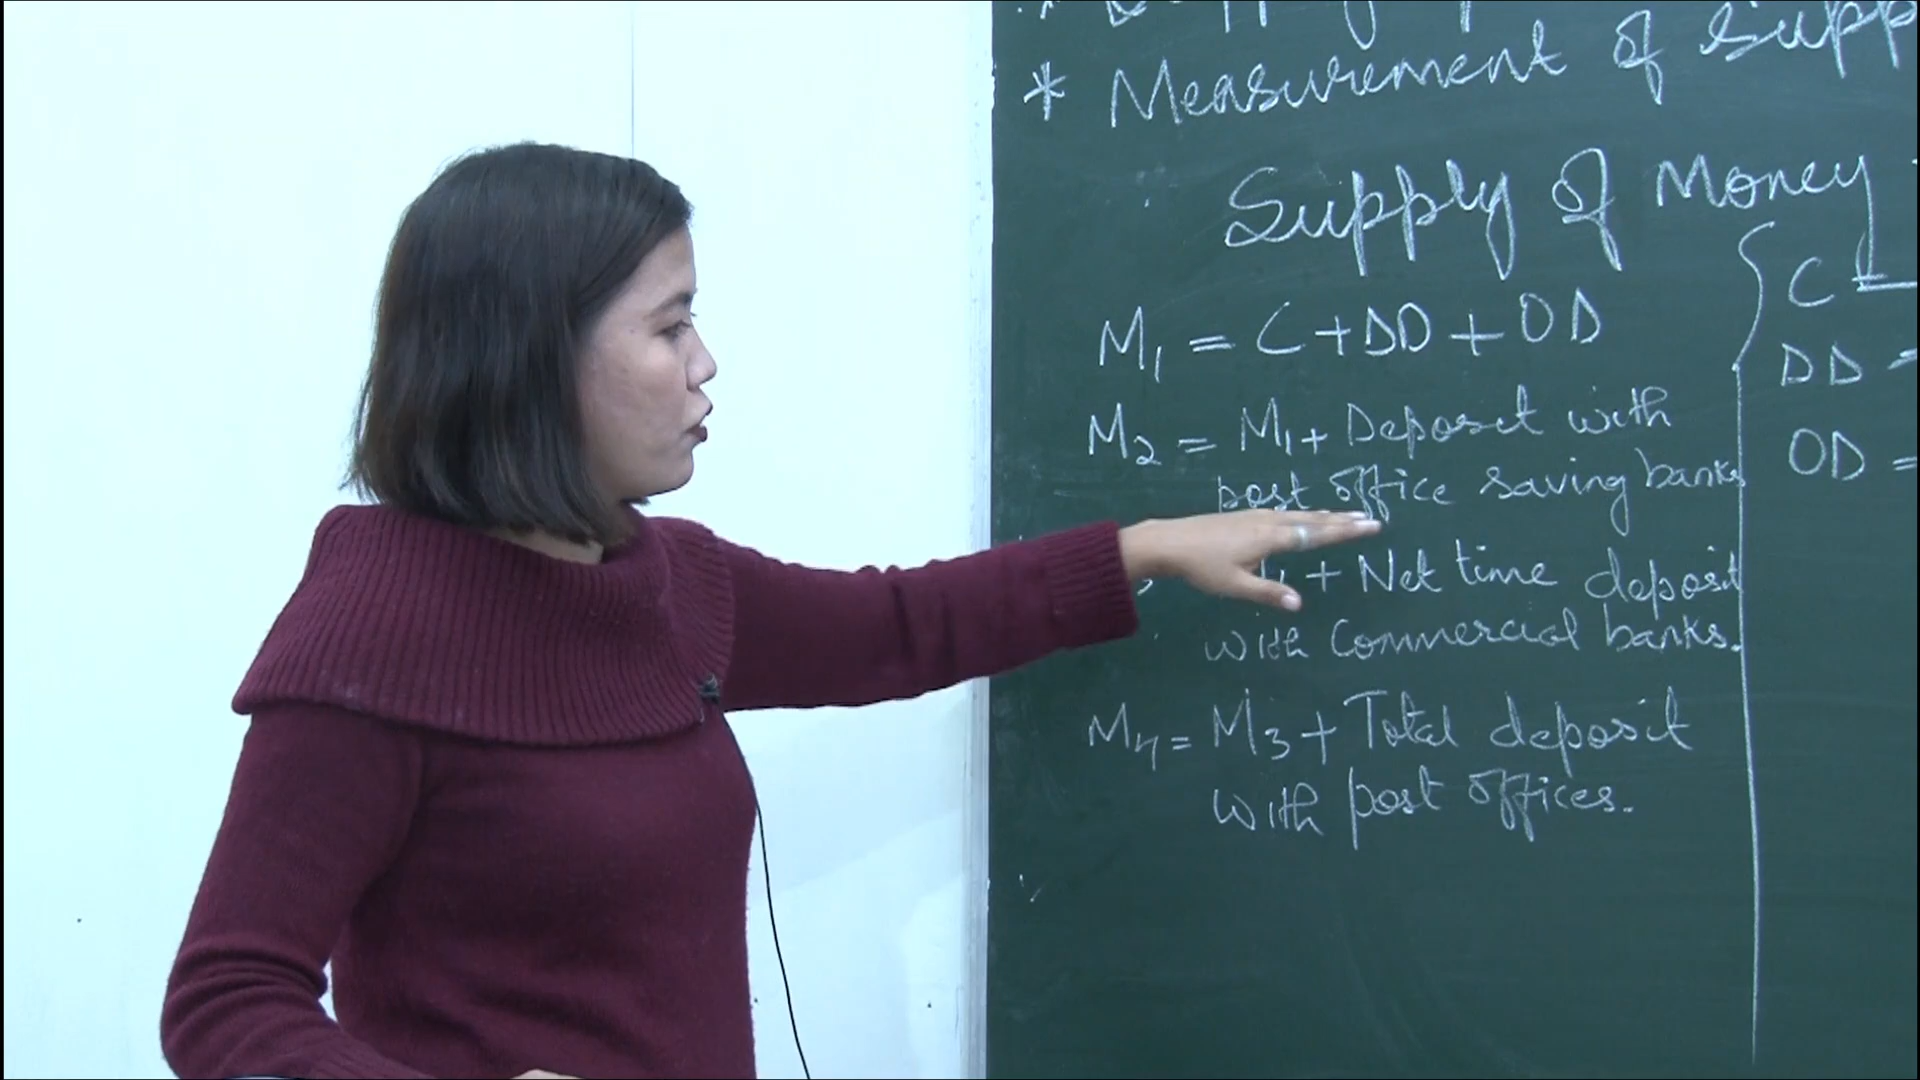 * Measurement of Supp
Supply of Money
M₁ = C + DD + OD
M₂ = M₁ + Deposit with
post office saving banks
+ Net time deposit
with Commercial banks.
M₄ = M₃ + Total deposit
with post offices.
C
DD =
OD =